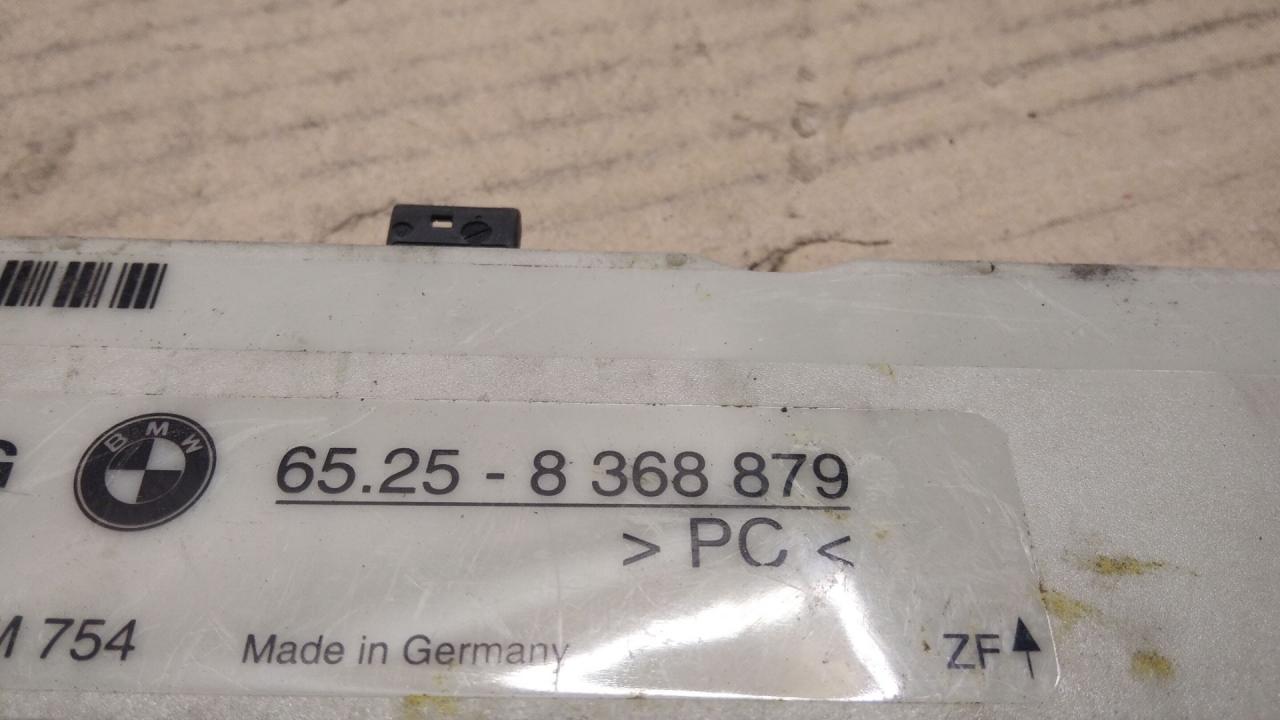 G BMW 65.25 - 8 368 879
> PC <
M 754 Made in Germany ZF